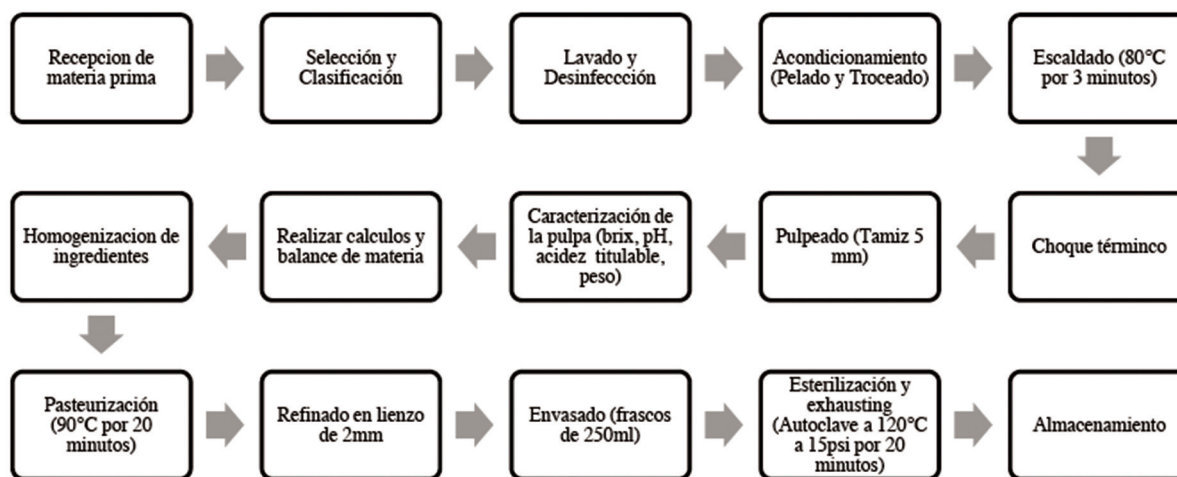 Recepcion de
materia prima
Selección y
Clasificación
Lavado y
Desinfeccción
Acondicionamiento
(Pelado y Troceado)
Escaldado (80°C
por 3 minutos)
Choque términco
Pulpeado (Tamiz 5
mm)
Caracterización de
la pulpa (brix, pH,
acidez titulable,
peso)
Realizar calculos y
balance de materia
Homogenizacion de
ingredientes
Pasteurización
(90°C por 20
minutos)
Refinado en lienzo
de 2mm
Envasado (frascos
de 250ml)
Esterilización y
exhausting
(Autoclave a 120°C
a 15psi por 20
minutos)
Almacenamiento